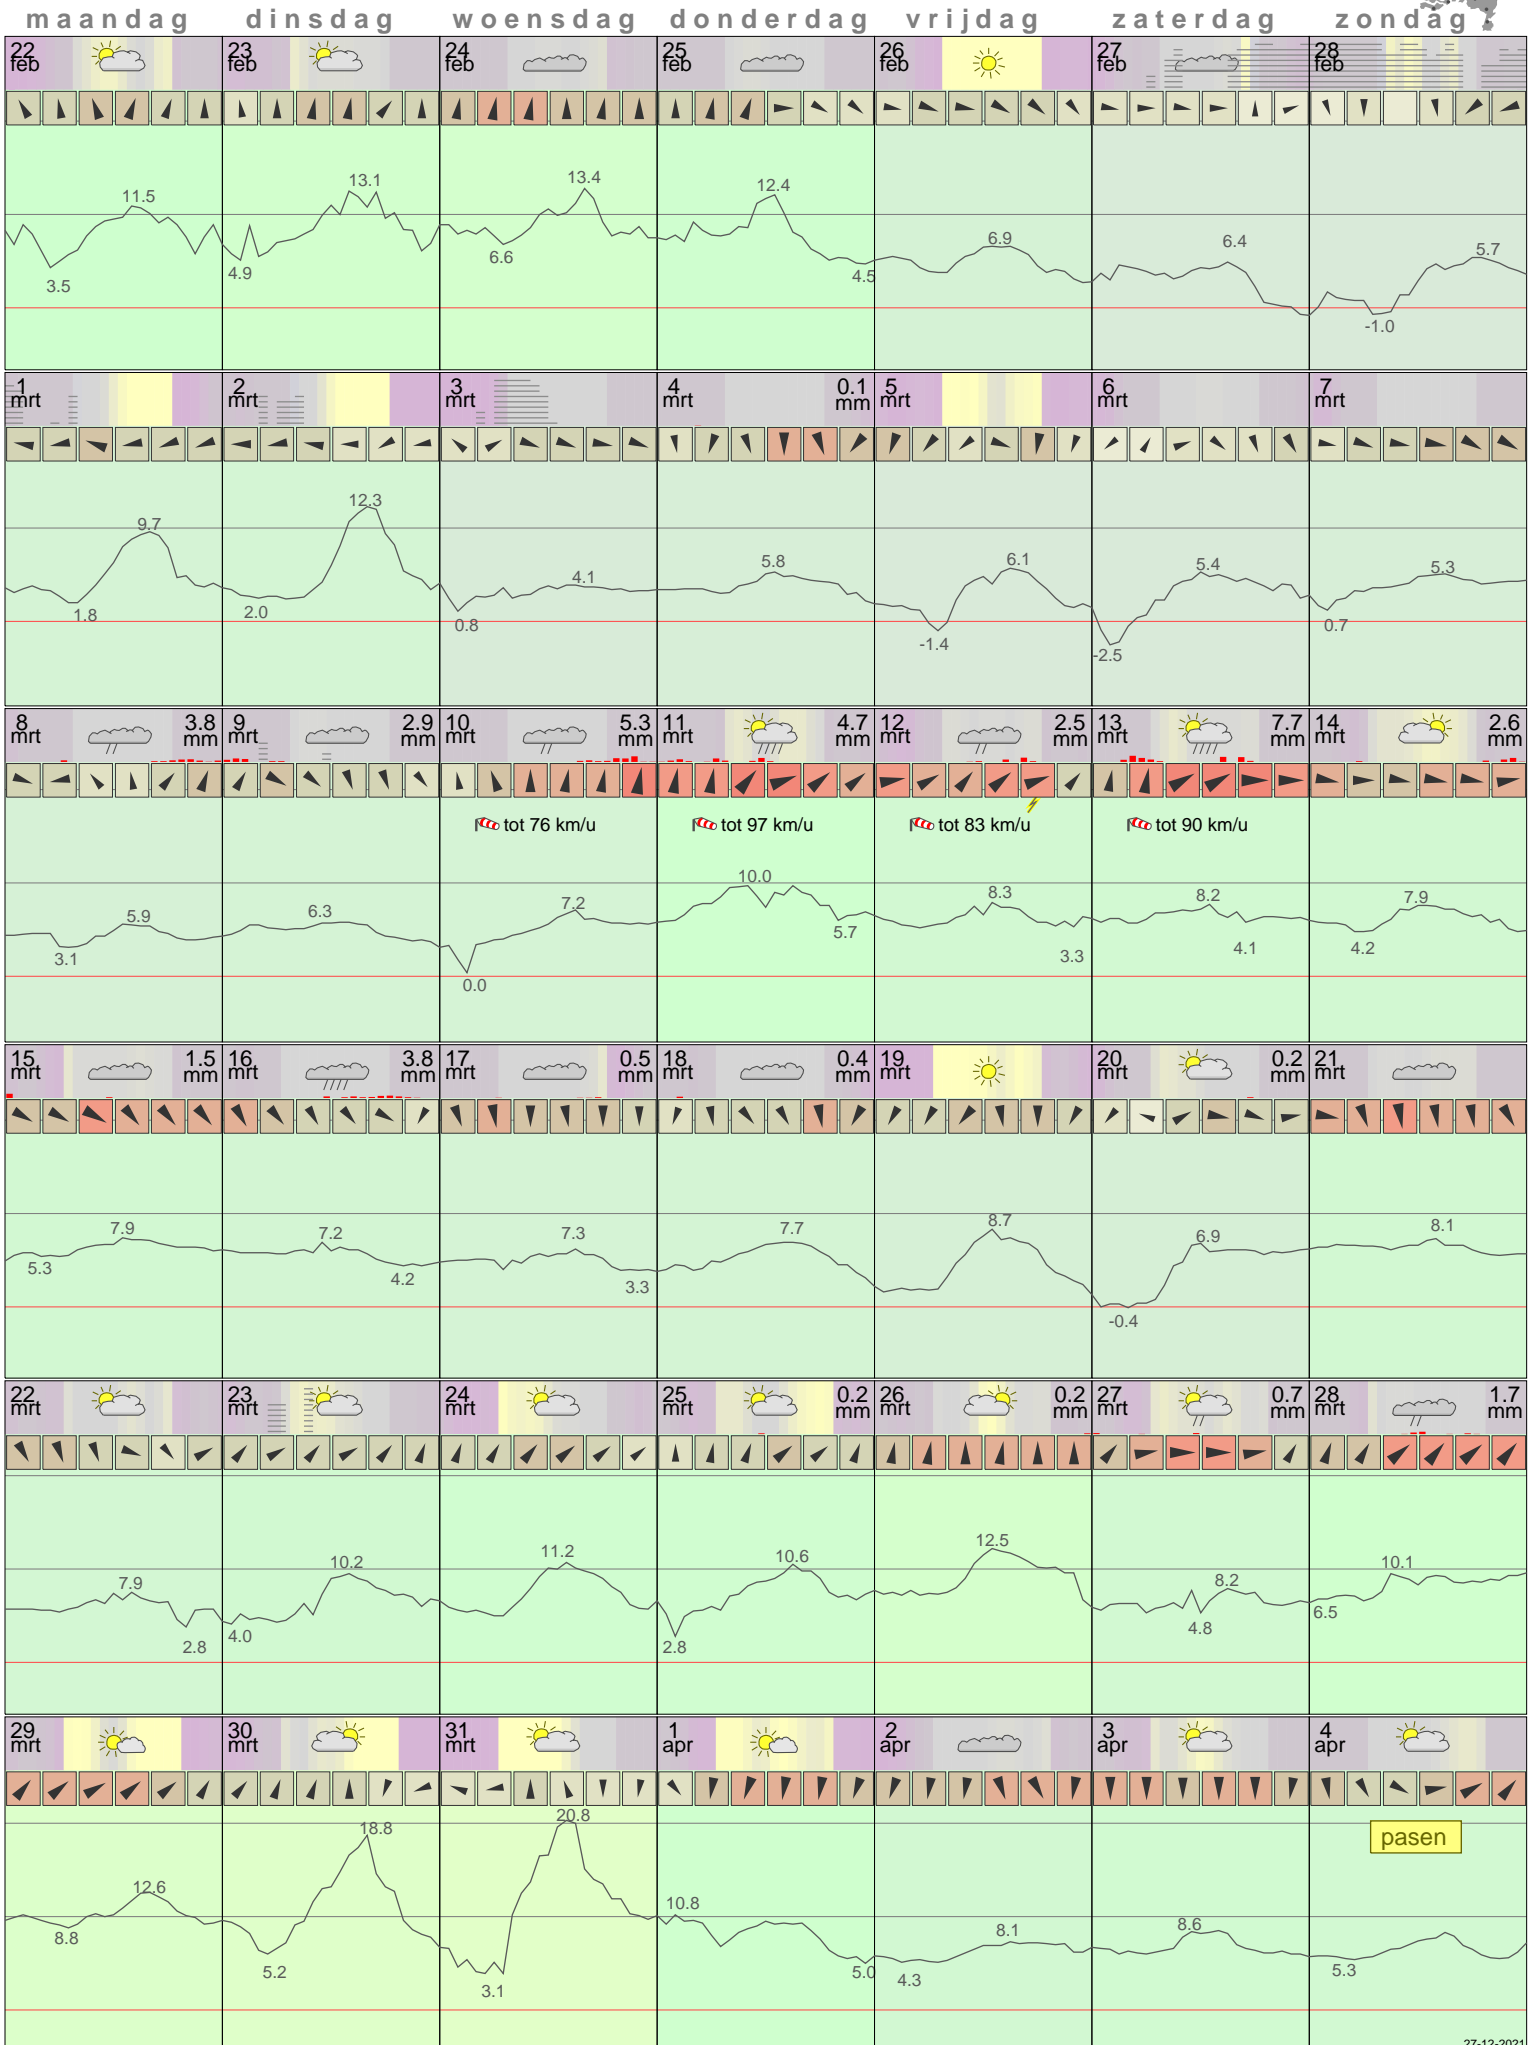 maandag dinsdag woensdag donderdag vrijdag zaterdag zondag
22 23 24 25 26 27 28
feb feb feb feb feb feb feb
11.5 13.1 13.4 12.4 6.9 6.4 5.7
3.5 4.9 6.6 4.5 -1.0
1 2 3 4 0.1 5 6 7
mrt mrt mrt mrt mm mrt mrt mrt
9.7 12.3 4.1 5.8 6.1 5.4 5.3
1.8 2.0 0.8 -1.4 -2.5 0.7
8 3.8 9 2.9 10 5.3 11 4.7 12 2.5 13 7.7 14 2.6
mrt mm mrt mm mrt mm mrt mm mrt mm mrt mm mrt mm
tot 76 km/u tot 97 km/u tot 83 km/u tot 90 km/u
5.9 6.3 7.2 10.0 8.3 8.2 7.9
3.1 0.0 5.7 3.3 4.1 4.2
15 1.5 16 3.8 17 0.5 18 0.4 19 20 0.2 21
mrt mm mrt mm mrt mm mrt mm mrt mrt mm mrt
7.9 7.2 7.3 7.7 8.7 6.9 8.1
5.3 4.2 3.3 -0.4
22 23 24 25 0.2 26 0.2 27 0.7 28 1.7
mrt mrt mrt mrt mm mrt mm mrt mm mrt mm
7.9 10.2 11.2 10.6 12.5 8.2 10.1
2.8 4.0 2.8 4.8 6.5
29 30 31 1 2 3 4
mrt mrt mrt apr apr apr apr
pasen
12.6 18.8 20.8 10.8 8.1 8.6
8.8 5.2 3.1 5.0 4.3 5.3
27-12-2021